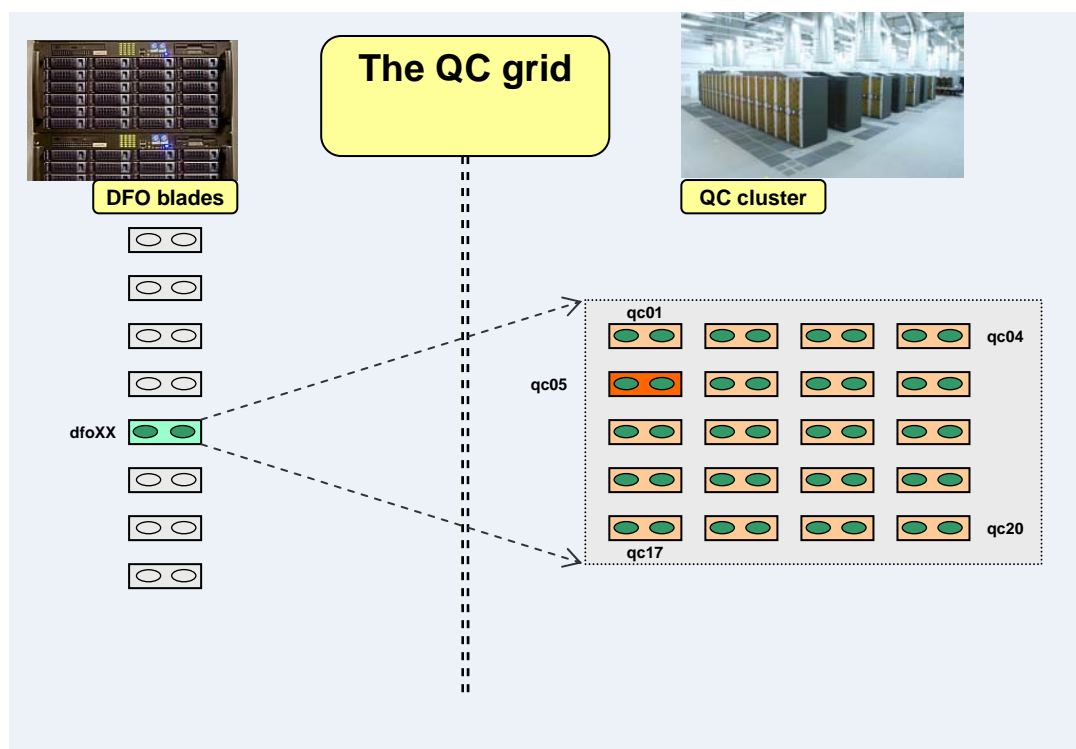 The QC grid
DFO blades
QC cluster
qc01
qc04
qc05
dfoXX
qc20
qc17